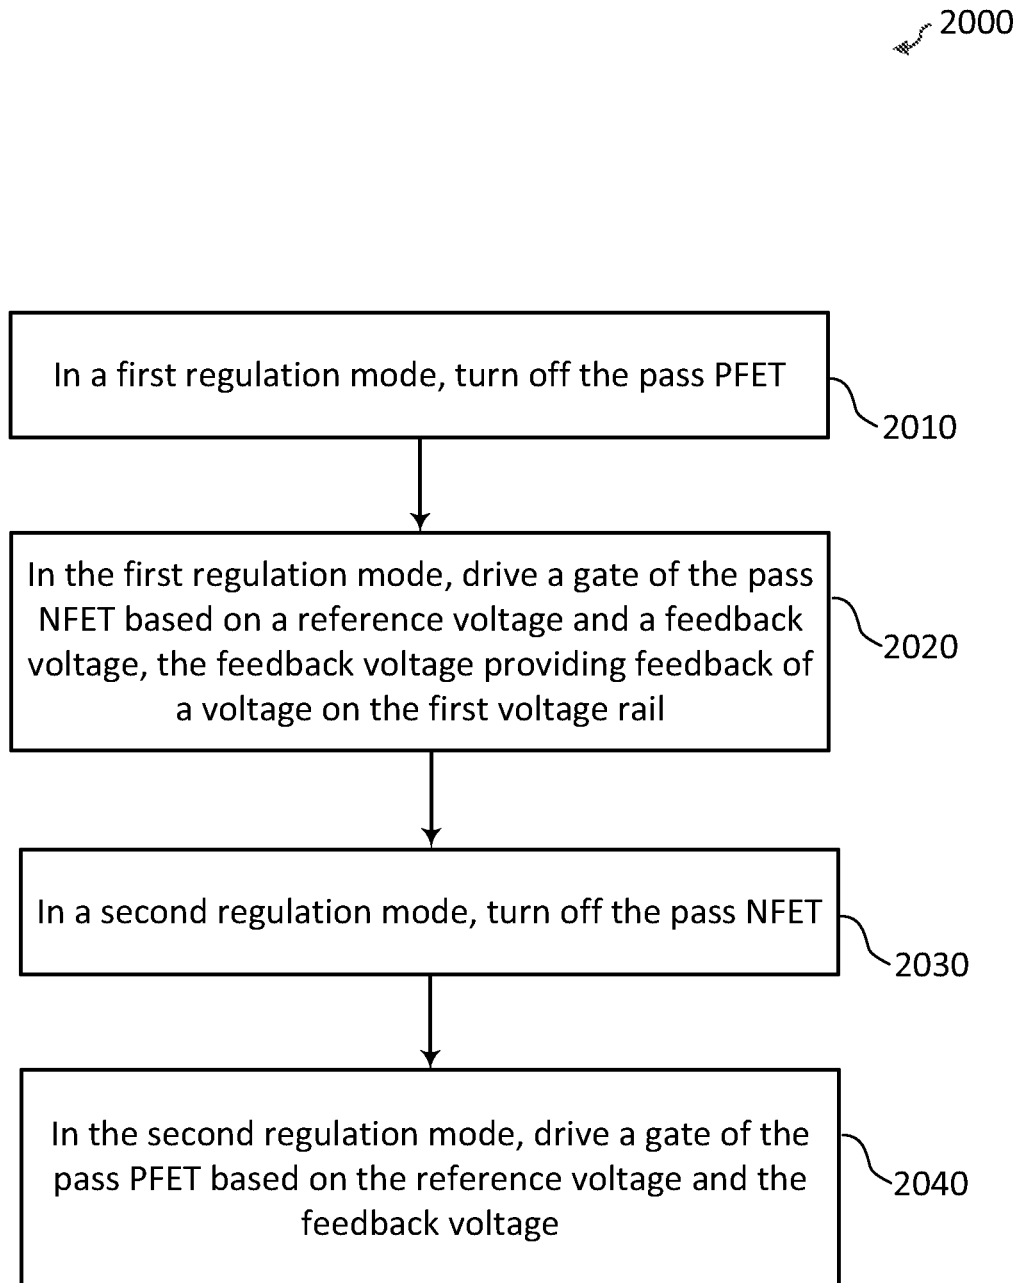 2000
In a first regulation mode, turn off the pass PFET
2010
In the first regulation mode, drive a gate of the pass
NFET based on a reference voltage and a feedback
voltage, the feedback voltage providing feedback of
a voltage on the first voltage rail
2020
In a second regulation mode, turn off the pass NFET
2030
In the second regulation mode, drive a gate of the
pass PFET based on the reference voltage and the
feedback voltage
2040